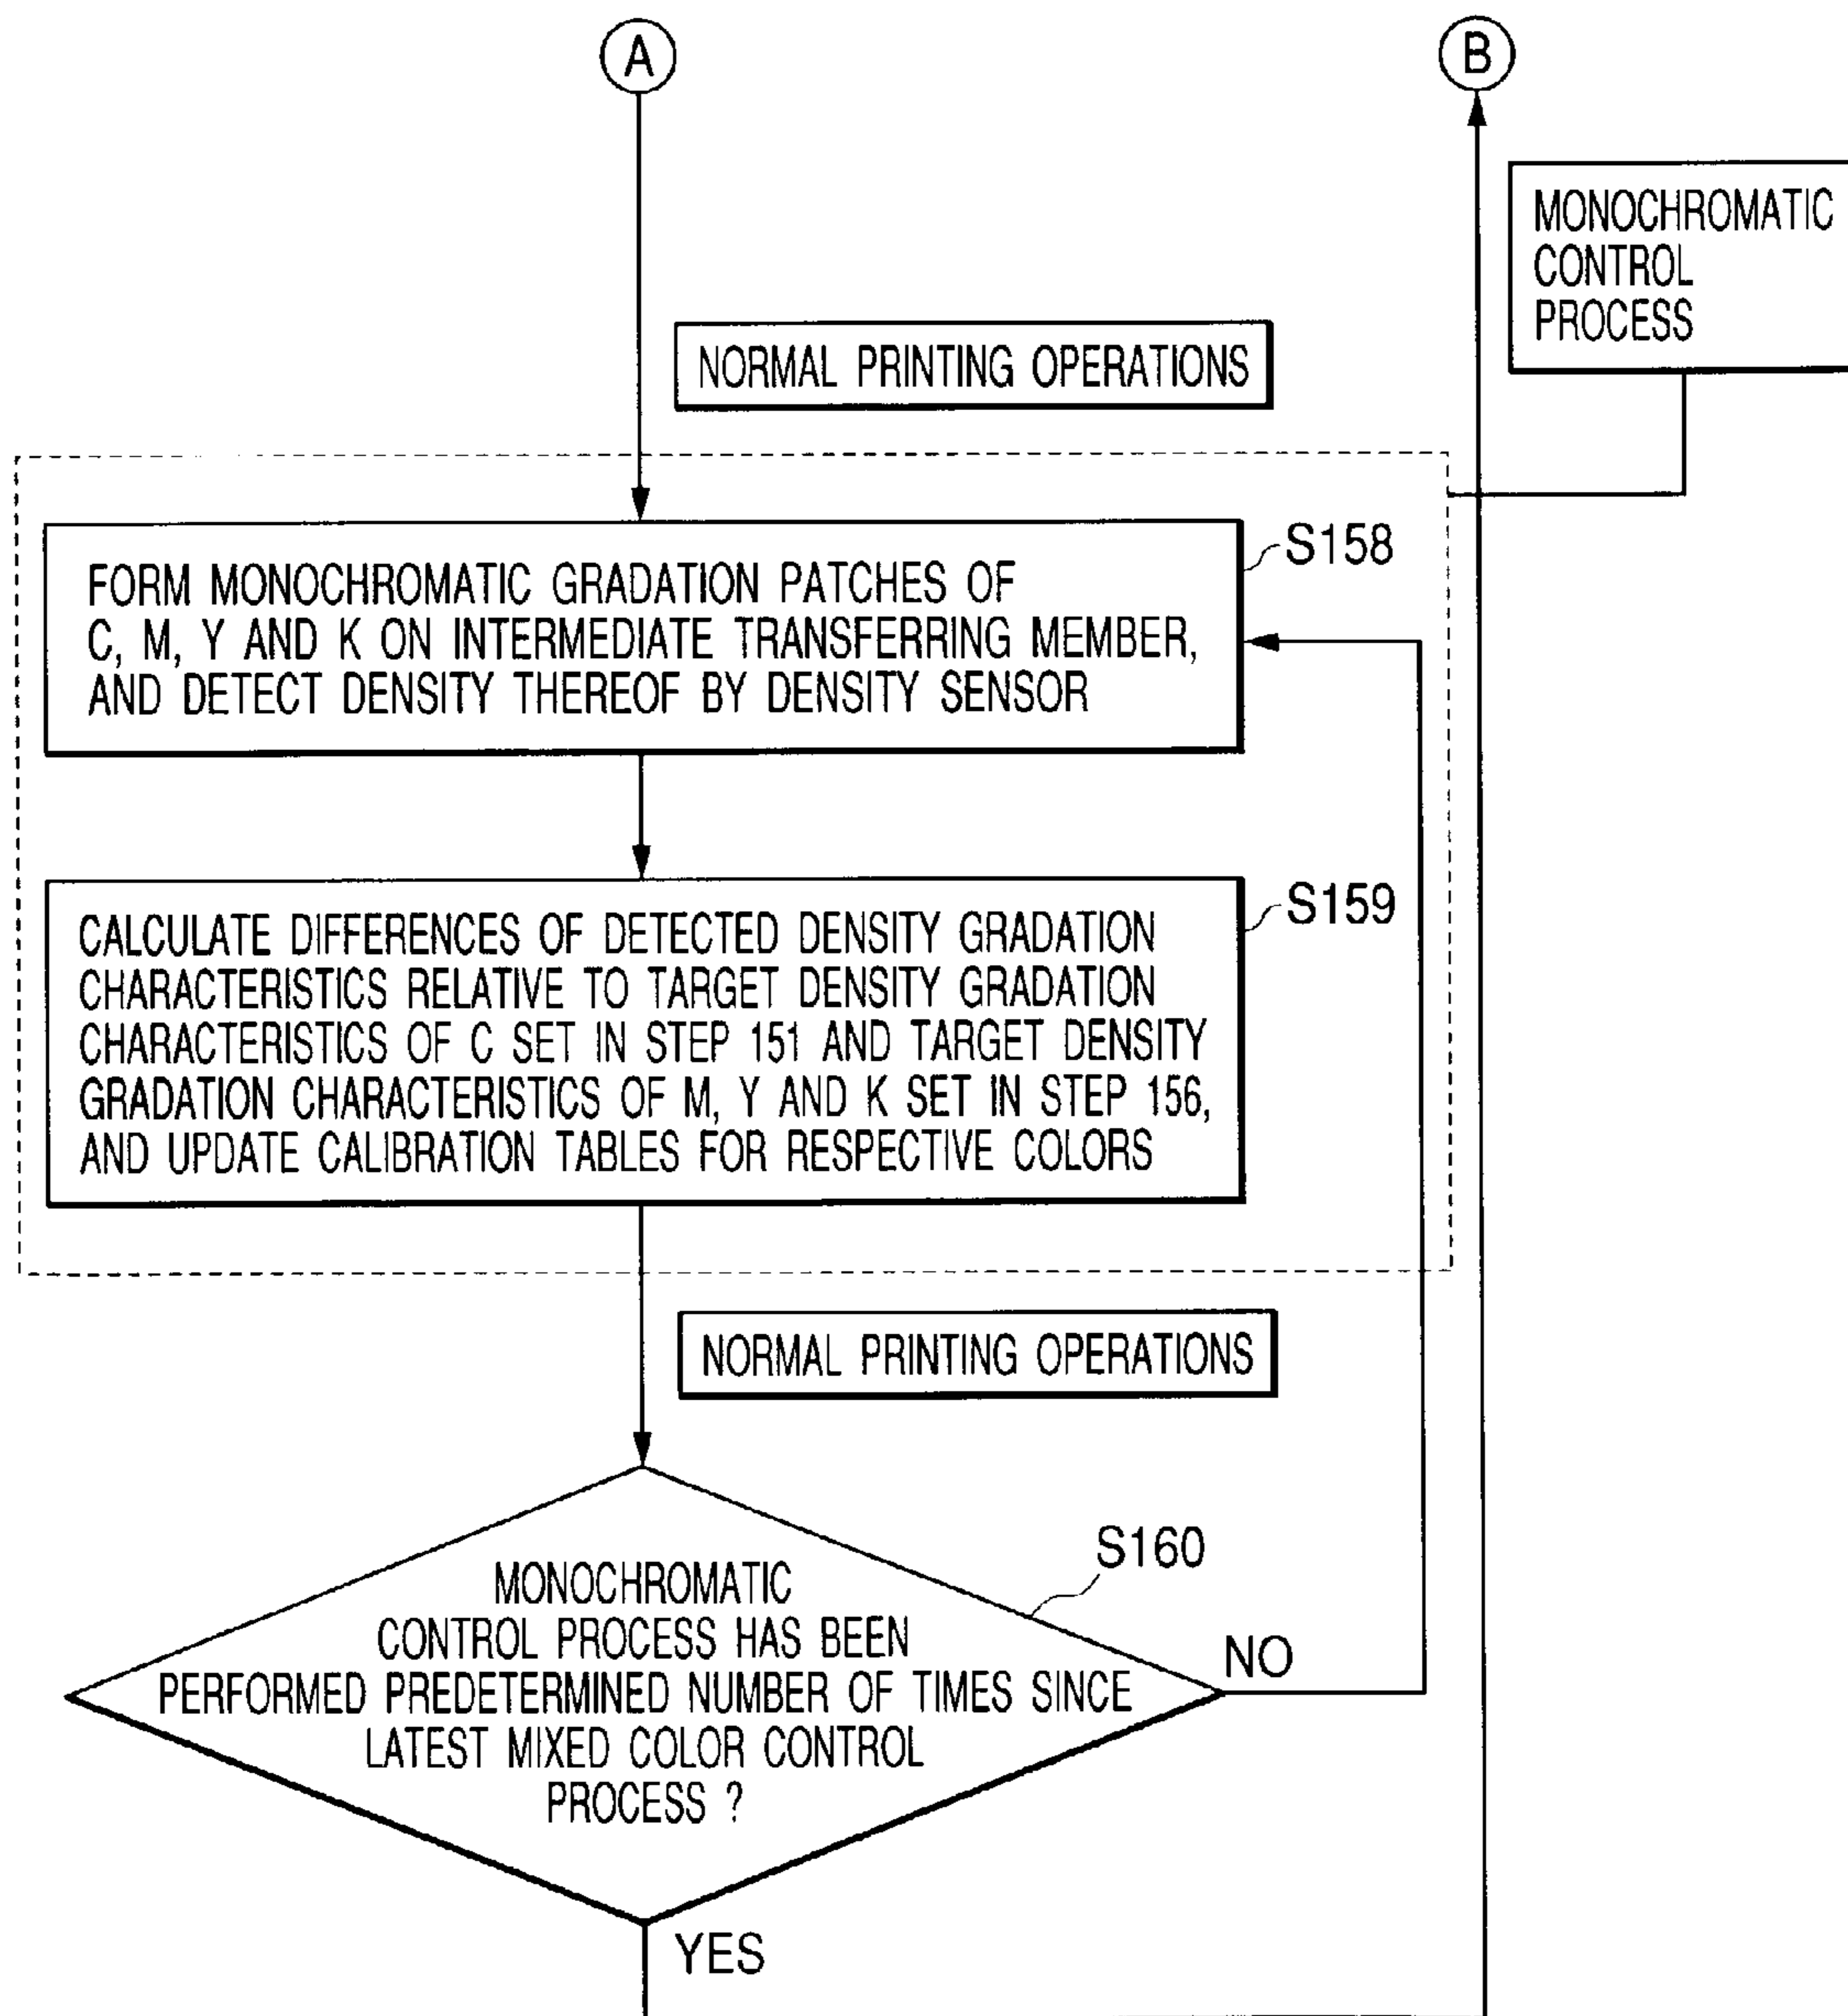 A
B
MONOCHROMATIC
CONTROL
PROCESS
NORMAL PRINTING OPERATIONS
S158
FORM MONOCHROMATIC GRADATION PATCHES OF
C, M, Y AND K ON INTERMEDIATE TRANSFERRING MEMBER,
AND DETECT DENSITY THEREOF BY DENSITY SENSOR
S159
CALCULATE DIFFERENCES OF DETECTED DENSITY GRADATION
CHARACTERISTICS RELATIVE TO TARGET DENSITY GRADATION
CHARACTERISTICS OF C SET IN STEP 151 AND TARGET DENSITY
GRADATION CHARACTERISTICS OF M, Y AND K SET IN STEP 156,
AND UPDATE CALIBRATION TABLES FOR RESPECTIVE COLORS
NORMAL PRINTING OPERATIONS
S160
MONOCHROMATIC
CONTROL PROCESS HAS BEEN
PERFORMED PREDETERMINED NUMBER OF TIMES SINCE
LATEST MIXED COLOR CONTROL
PROCESS ?
NO
YES